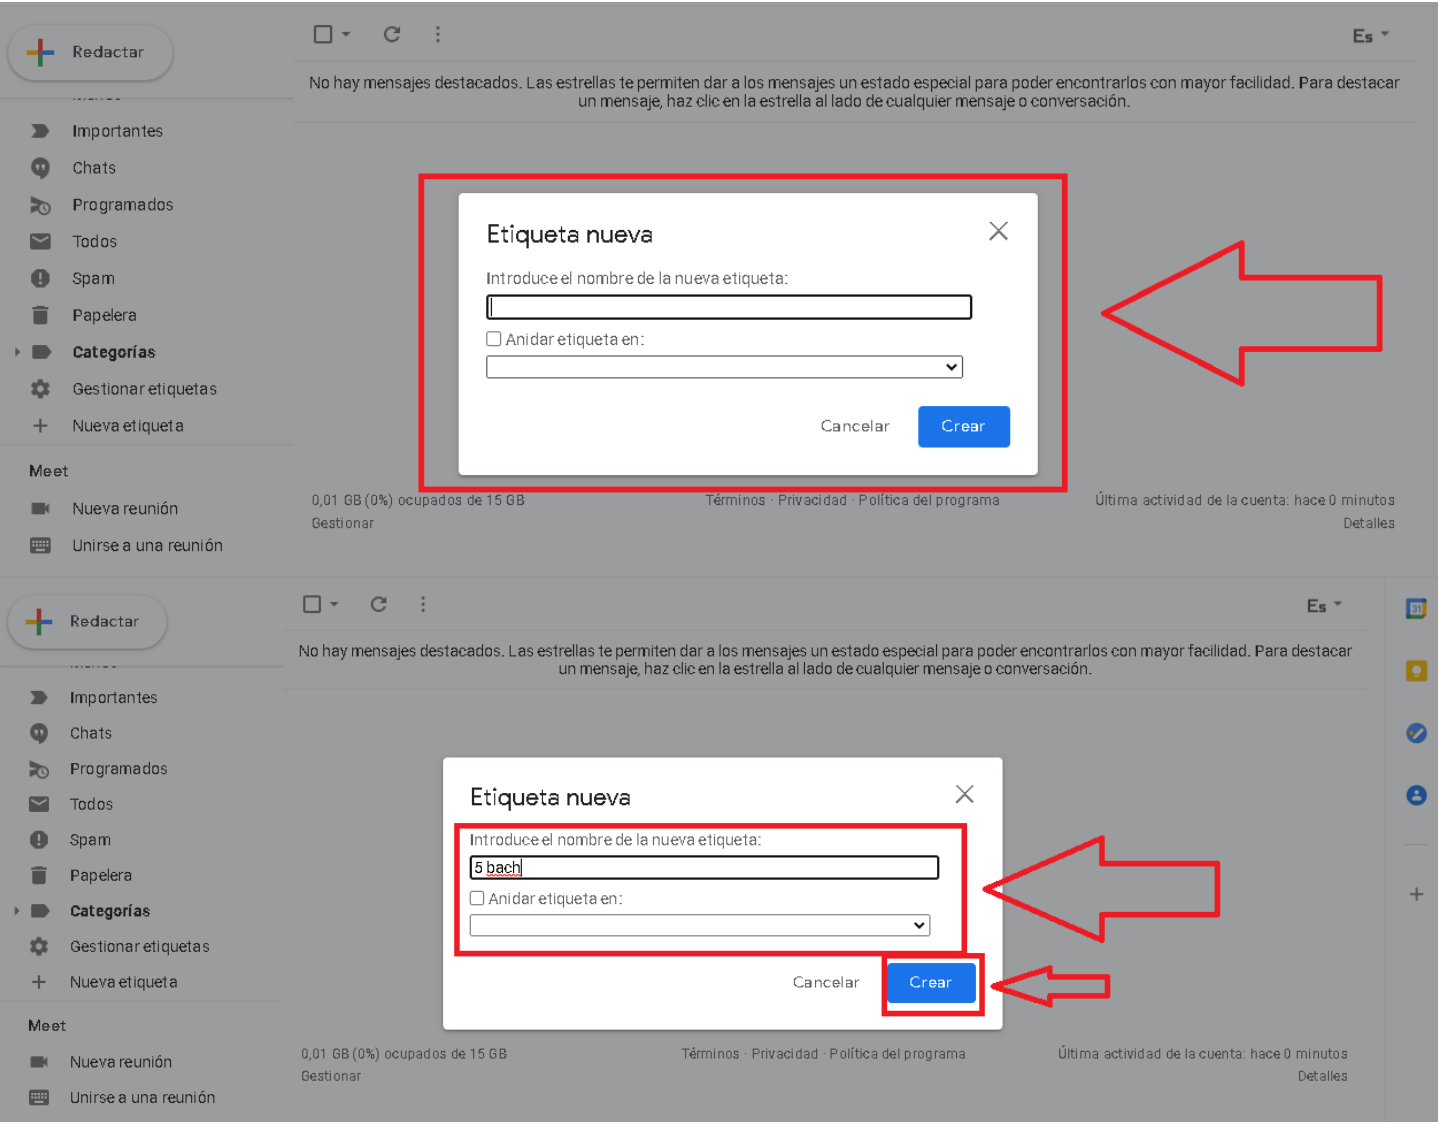 Redactar
Es
No hay mensajes destacados. Las estrellas te permiten dar a los mensajes un estado especial para poder encontrarlos con mayor facilidad. Para destacar
un mensaje, haz clic en la estrella al lado de cualquier mensaje o conversación.
Importantes
Chats
Programados
Todos
Spam
Papelera
Categorías
Gestionar etiquetas
Nueva etiqueta
Meet
Nueva reunión
Unirse a una reunión
Etiqueta nueva
Introduce el nombre de la nueva etiqueta:
Anidar etiqueta en:
Cancelar
Crear
0,01 GB (0%) ocupados de 15 GB
Gestionar
Términos · Privacidad · Política del programa
Última actividad de la cuenta: hace 0 minutos
Detalles
Redactar
Es
31
No hay mensajes destacados. Las estrellas te permiten dar a los mensajes un estado especial para poder encontrarlos con mayor facilidad. Para destacar
un mensaje, haz clic en la estrella al lado de cualquier mensaje o conversación.
Importantes
Chats
Programados
Todos
Spam
Papelera
Categorías
Gestionar etiquetas
Nueva etiqueta
Meet
Nueva reunión
Unirse a una reunión
Etiqueta nueva
Introduce el nombre de la nueva etiqueta:
5 bach
Anidar etiqueta en:
Cancelar
Crear
0,01 GB (0%) ocupados de 15 GB
Gestionar
Términos · Privacidad · Política del programa
Última actividad de la cuenta: hace 0 minutos
Detalles